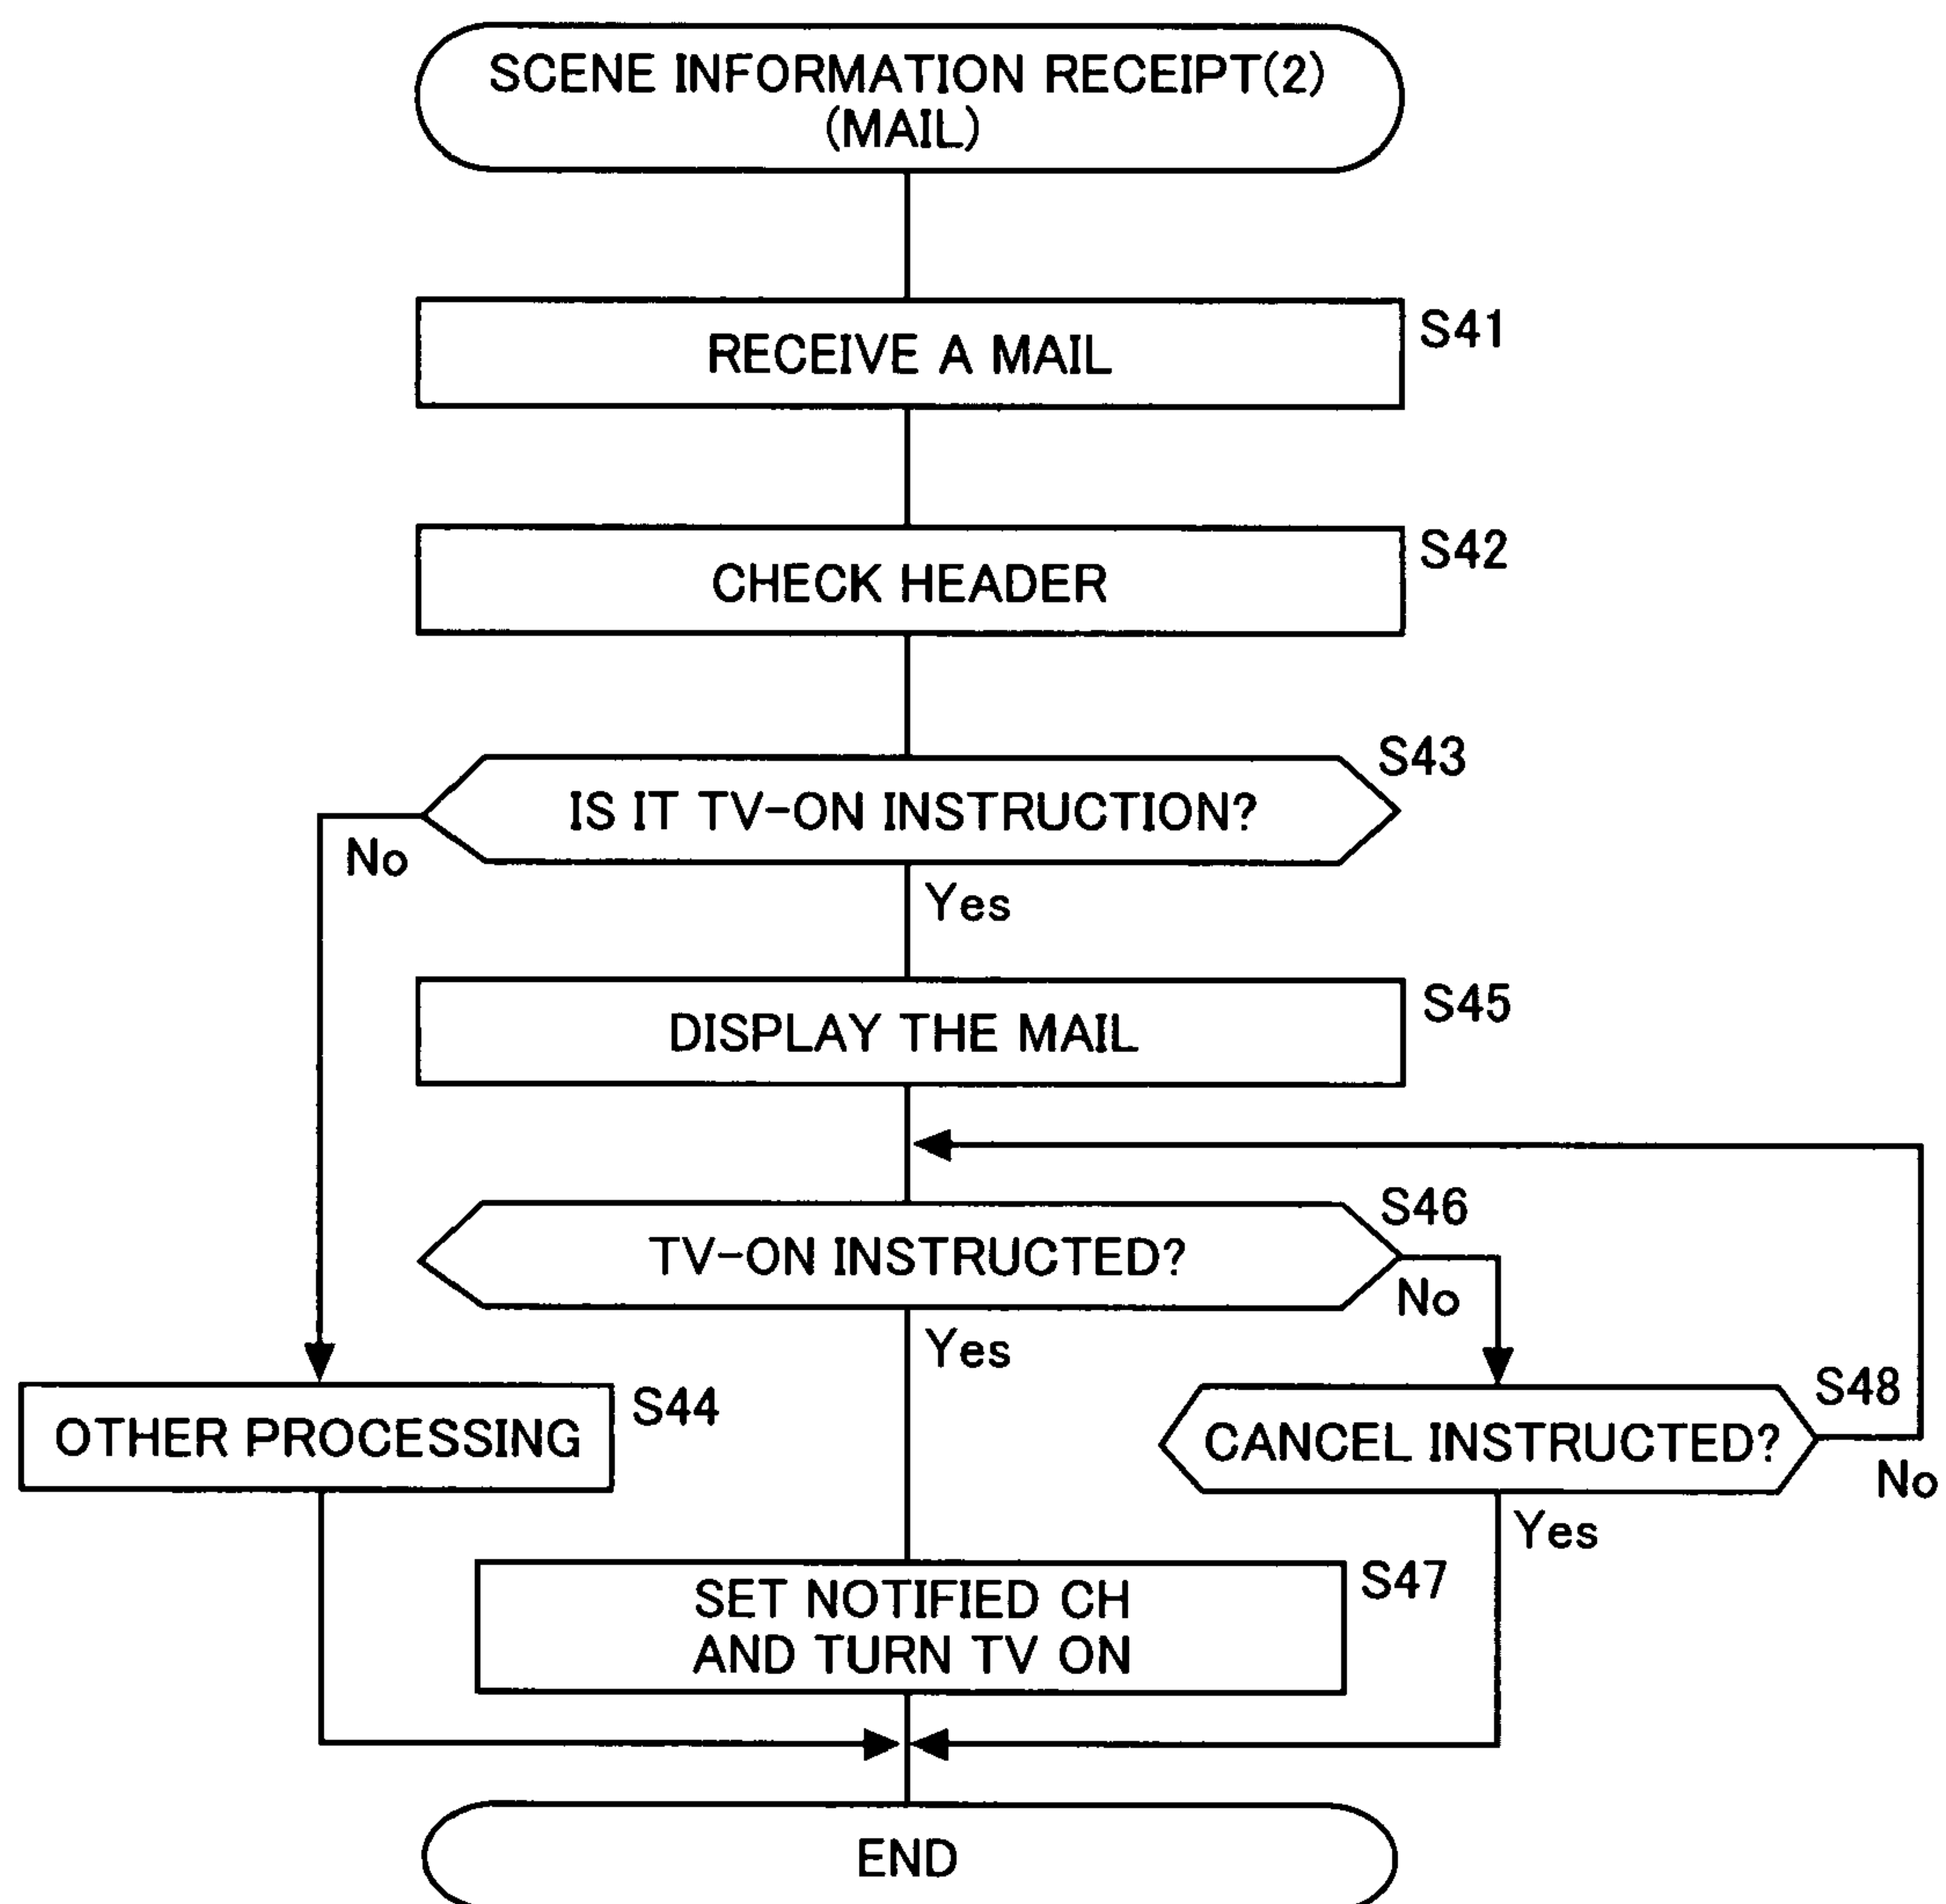 SCENE INFORMATION RECEIPT(2)
(MAIL)
RECEIVE A MAIL
S41
CHECK HEADER
S42
IS IT TV-ON INSTRUCTION?
S43
No
Yes
DISPLAY THE MAIL
S45
TV-ON INSTRUCTED?
S46
No
Yes
OTHER PROCESSING
S44
CANCEL INSTRUCTED?
S48
No
Yes
SET NOTIFIED CH
AND TURN TV ON
S47
END